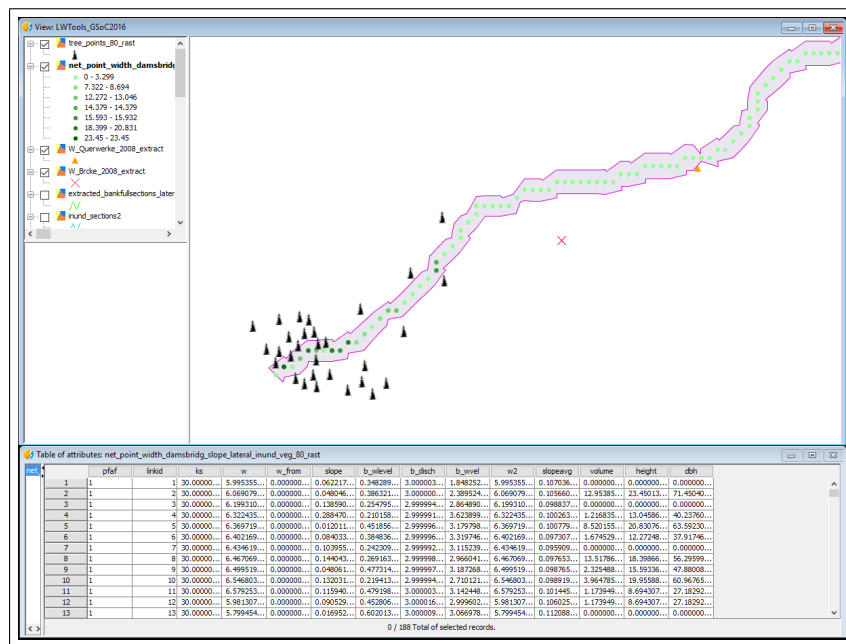 View: LWTools_GSoC2016
tree_points_80_rast
net_point_width_damsbridg
0 - 3.299
7.322 - 8.694
12.272 - 13.046
14.379 - 14.379
15.593 - 15.932
18.399 - 20.831
23.45 - 23.45
W_Querwerke_2008_extract
W_Brcke_2008_extract
extracted_bankfullsections_later
inund_sections2
Table of attributes: net_point_width_damsbridg_slope_lateral_inund_veg_80_rast
net_ pfaf linkid ks w w_from slope b_wlevel b_disch b_wvel w2 slopeavg volume height dbh
1 1 1 30.00000... 5.995355... 0.000000... 0.062217... 0.348289... 3.000003... 1.848252... 5.995355... 0.107036... 0.000000... 0.000000... 0.000000...
2 1 2 30.00000... 6.069079... 0.000000... 0.048046... 0.386321... 3.000000... 2.389524... 6.069079... 0.105660... 12.95385... 23.45013... 71.45040...
3 1 3 30.00000... 6.199310... 0.000000... 0.138590... 0.254795... 3.000000... 2.864890... 6.199310... 0.098837... 0.000000... 0.000000... 0.000000...
4 1 4 30.00000... 6.322435... 0.000000... 0.288470... 0.210158... 2.999991... 3.623899... 6.322435... 0.100263... 1.216835... 13.04586... 40.23760...
5 1 5 30.00000... 6.369719... 0.000000... 0.012011... 0.451856... 2.999996... 3.179798... 6.369719... 0.100779... 8.520155... 20.83076... 63.59230...
6 1 6 30.00000... 6.402169... 0.000000... 0.084033... 0.384836... 2.999996... 3.319746... 6.402169... 0.097307... 1.674529... 12.27248... 37.91746...
7 1 7 30.00000... 6.434619... 0.000000... 0.103955... 0.242309... 2.999992... 3.115239... 6.434619... 0.095909... 0.000000... 0.000000... 0.000000...
8 1 8 30.00000... 6.467069... 0.000000... 0.144043... 0.269163... 2.999998... 2.966040... 6.467069... 0.097653... 13.51786... 18.39866... 56.29599...
9 1 9 30.00000... 6.499519... 0.000000... 0.048061... 0.477314... 2.999997... 3.187268... 6.499519... 0.098765... 2.325488... 15.59336... 47.88008...
10 1 10 30.00000... 6.546803... 0.000000... 0.132031... 0.219413... 2.999994... 2.710121... 6.546803... 0.098919... 3.964785... 19.95588... 60.96765...
11 1 11 30.00000... 6.579253... 0.000000... 0.115940... 0.479198... 3.000002... 3.142448... 6.579253... 0.101445... 1.173949... 8.694307... 27.18292...
12 1 12 30.00000... 5.981307... 0.000000... 0.090529... 0.452806... 3.000016... 2.999602... 5.981307... 0.106025... 1.173949... 8.694307... 27.18292...
13 1 13 30.00000... 5.799454... 0.000000... 0.016952... 0.602013... 3.000009... 3.066978... 5.799454... 0.112088... 0.000000... 0.000000... 0.000000...
0 / 188 Total of selected records.